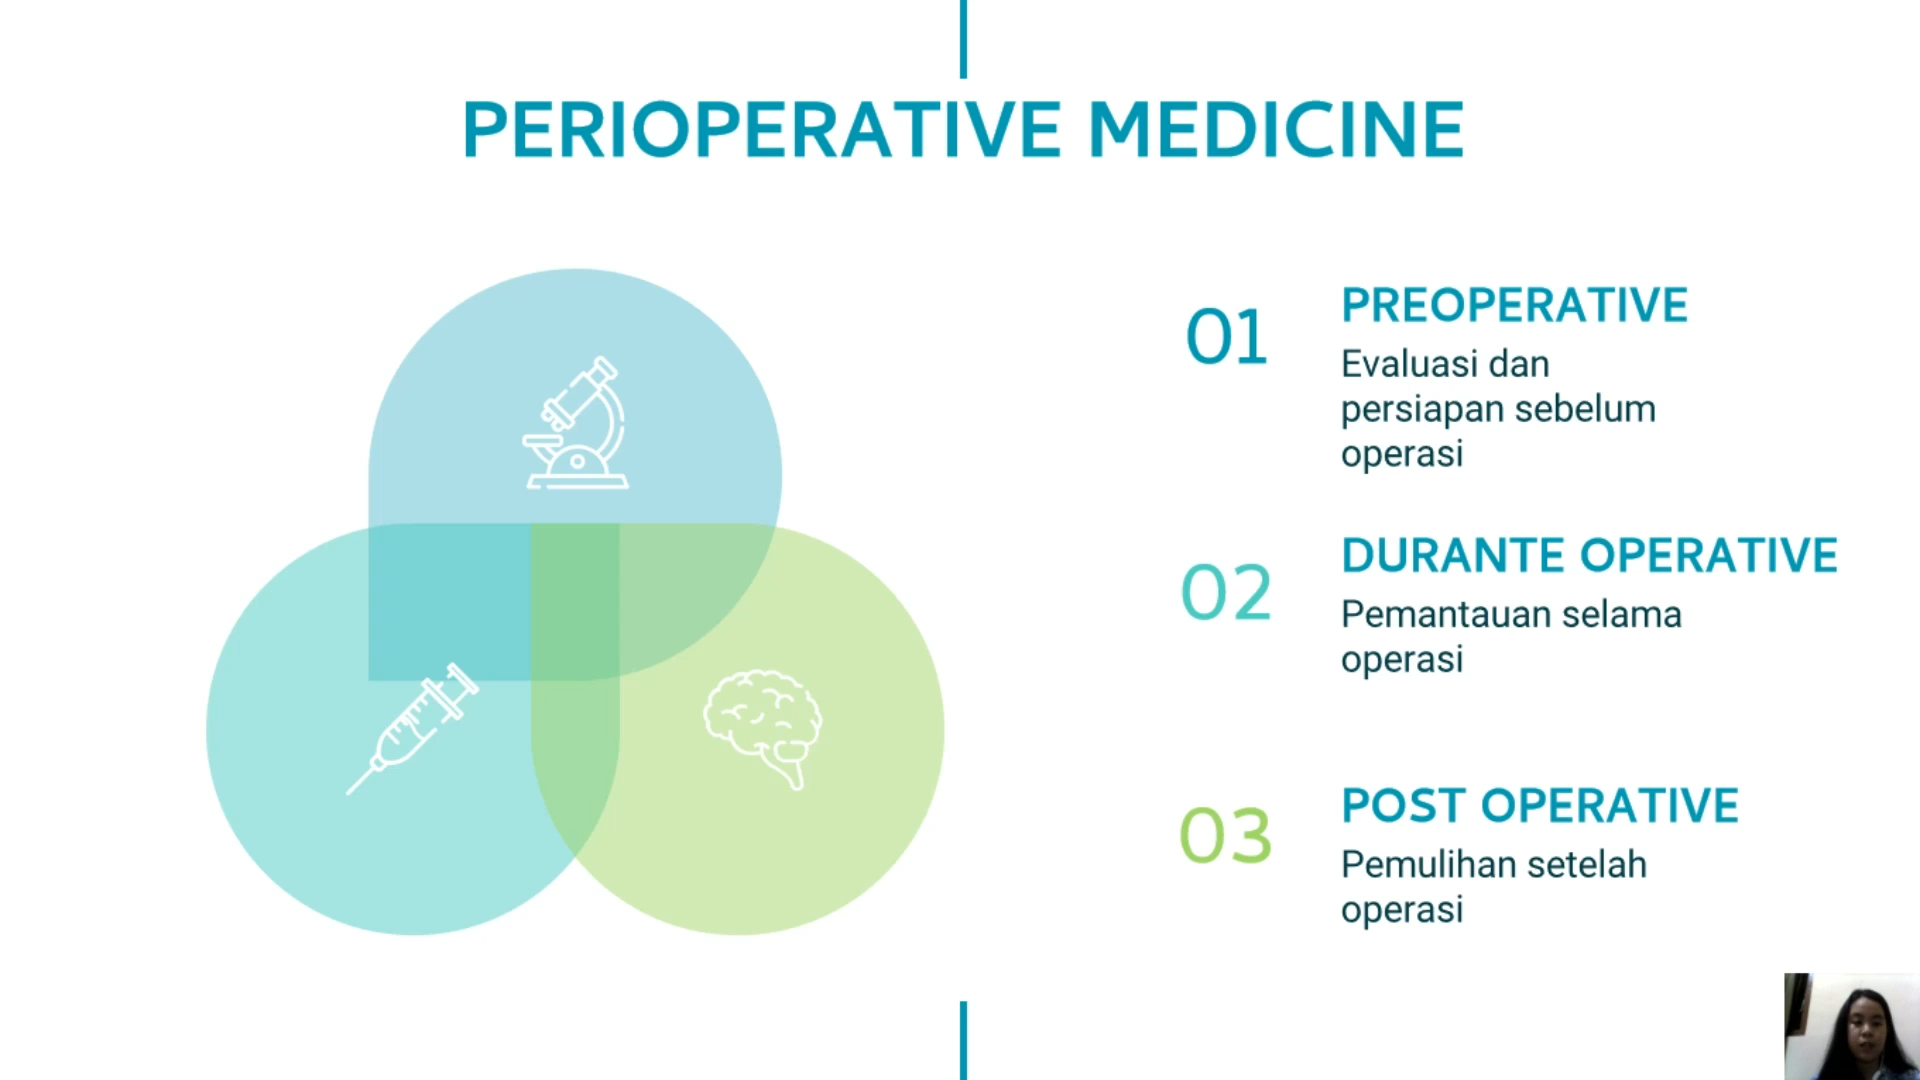 PERIOPERATIVE MEDICINE
01
PREOPERATIVE
Evaluasi dan
persiapan sebelum
operasi
02
DURANTE OPERATIVE
Pemantauan selama
operasi
03
POST OPERATIVE
Pemulihan setelah
operasi